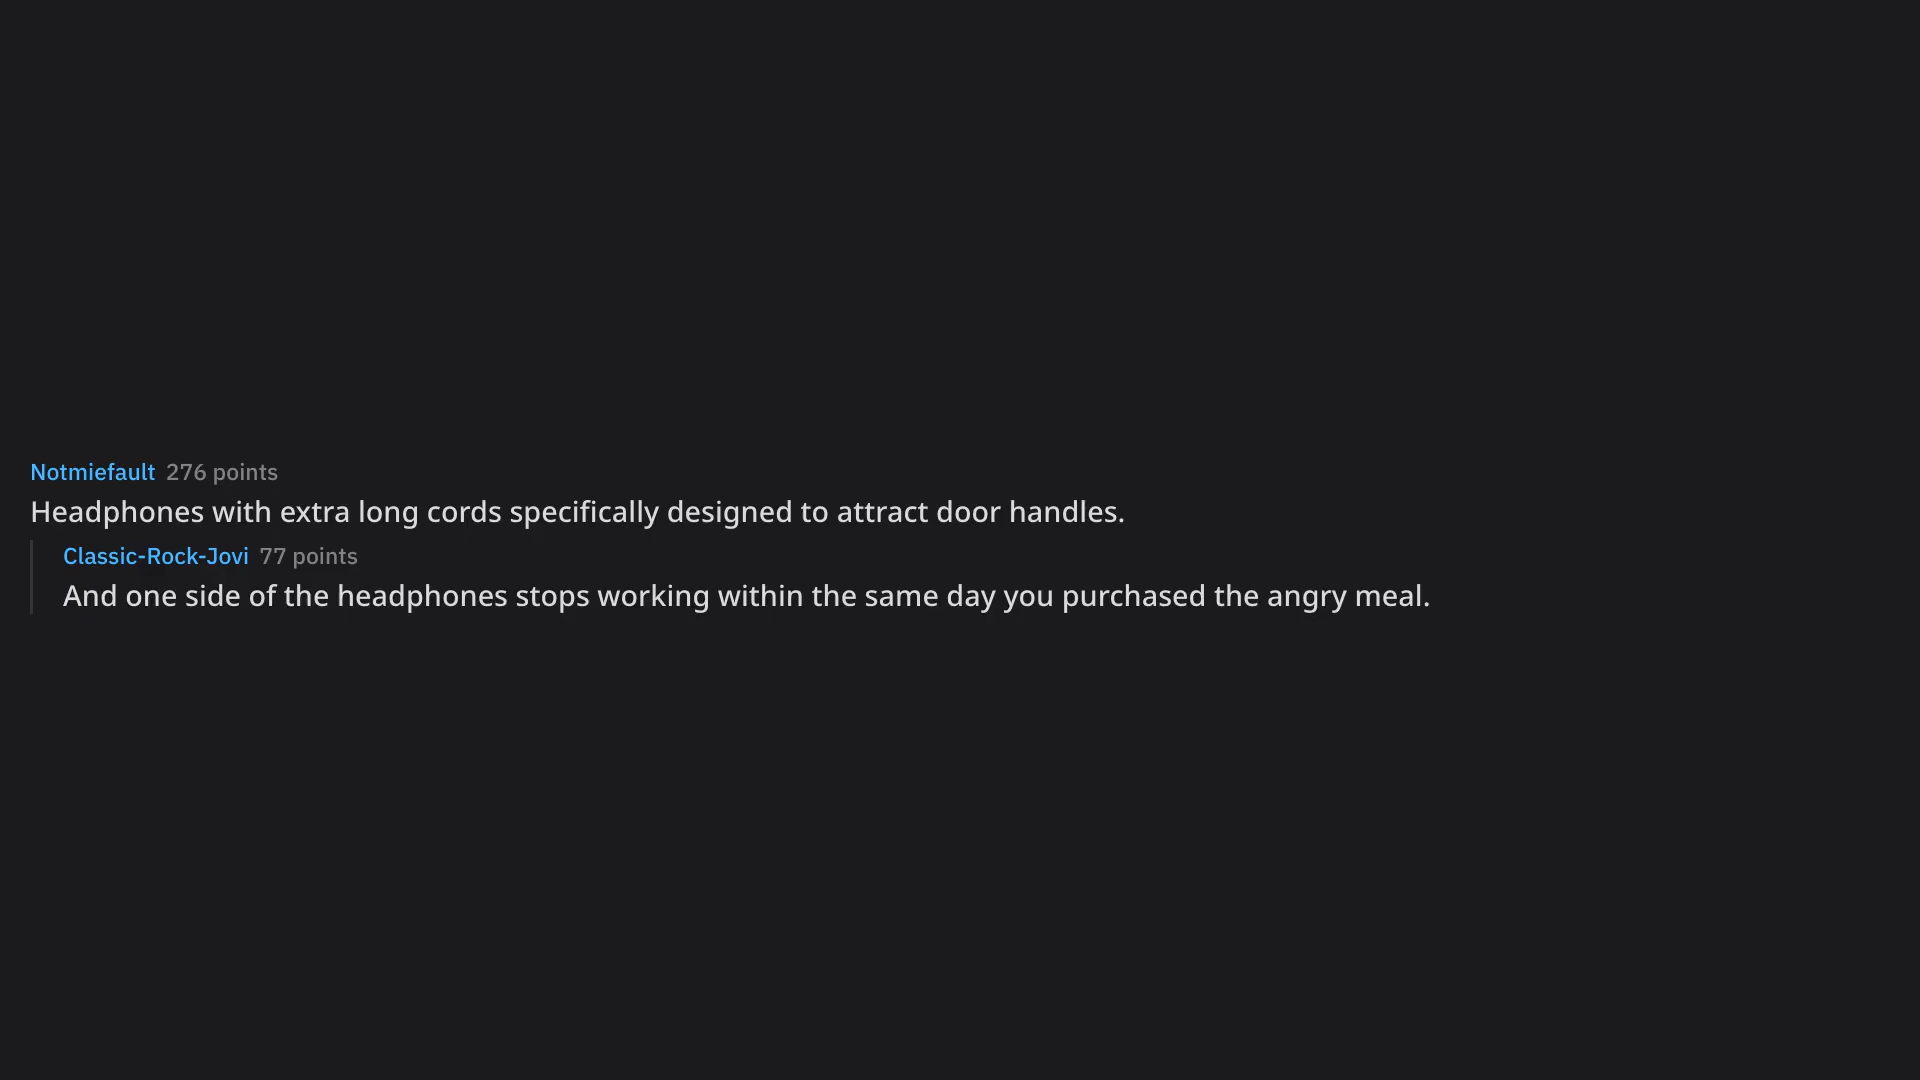 Notmiefault 276 points
Headphones with extra long cords specifically designed to attract door handles.
Classic-Rock-Jovi 77 points
And one side of the headphones stops working within the same day you purchased the angry meal.